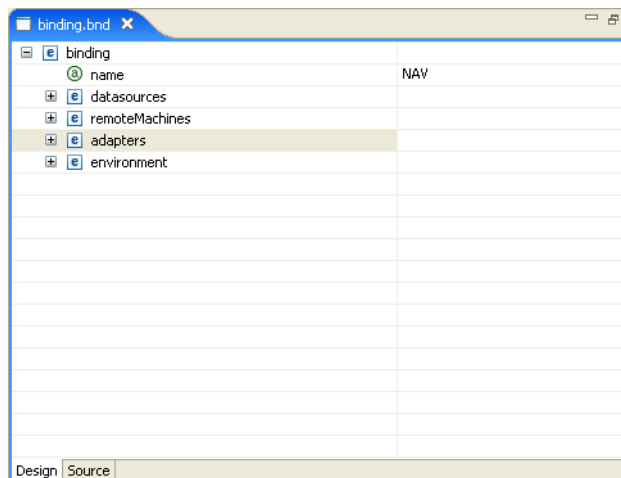 binding.bnd
e binding
a name NAV
e datasources
e remoteMachines
e adapters
e environment
Design Source